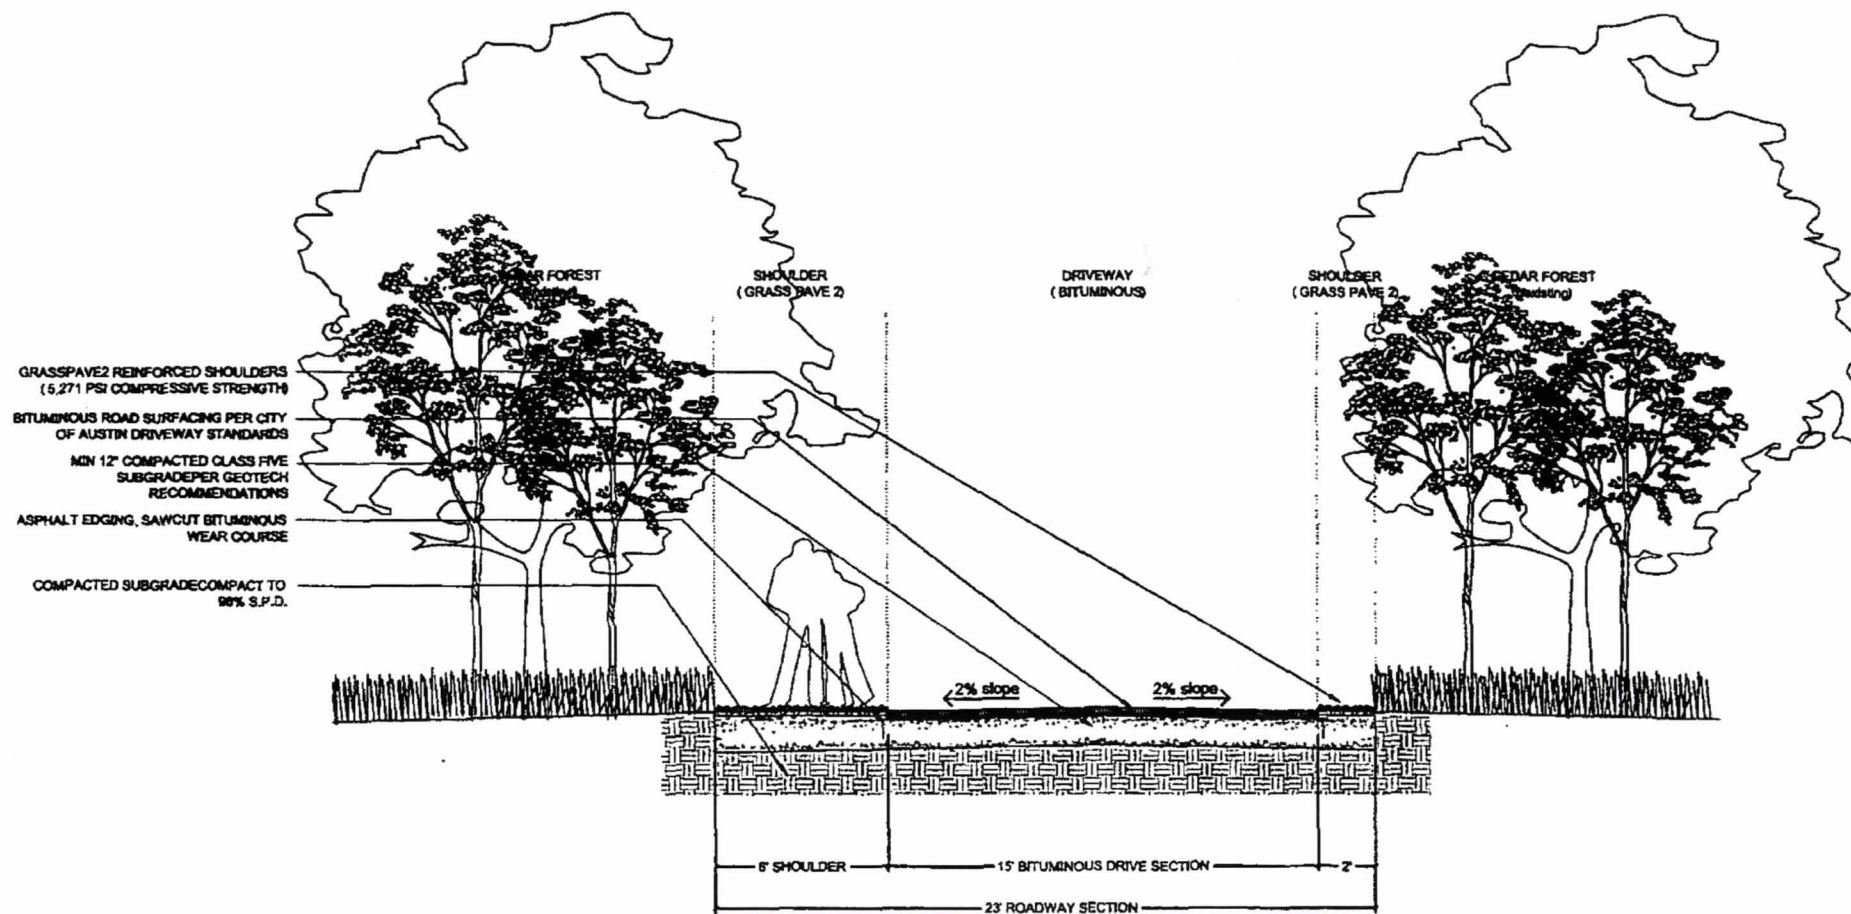 SHOULDER
(GRASS PAVE 2)
DRIVEWAY
(BITUMINOUS)
SHOULDER
(GRASS PAVE 2)
FOREST
CEDAR FOREST
(existing)
GRASSPAVE2 REINFORCED SHOULDERS
(5,271 PSI COMPRESSIVE STRENGTH)
BITUMINOUS ROAD SURFACING PER CITY
OF AUSTIN DRIVEWAY STANDARDS
MIN 12" COMPACTED CLASS FIVE
SUBGRADEPER GEOTECH
RECOMMENDATIONS
ASPHALT EDGING, SAWCUT BITUMINOUS
WEAR COURSE
COMPACTED SUBGRADECOMPACT TO
98% S.P.D.
2% slope
2% slope
6' SHOULDER
15' BITUMINOUS DRIVE SECTION
2'
23' ROADWAY SECTION